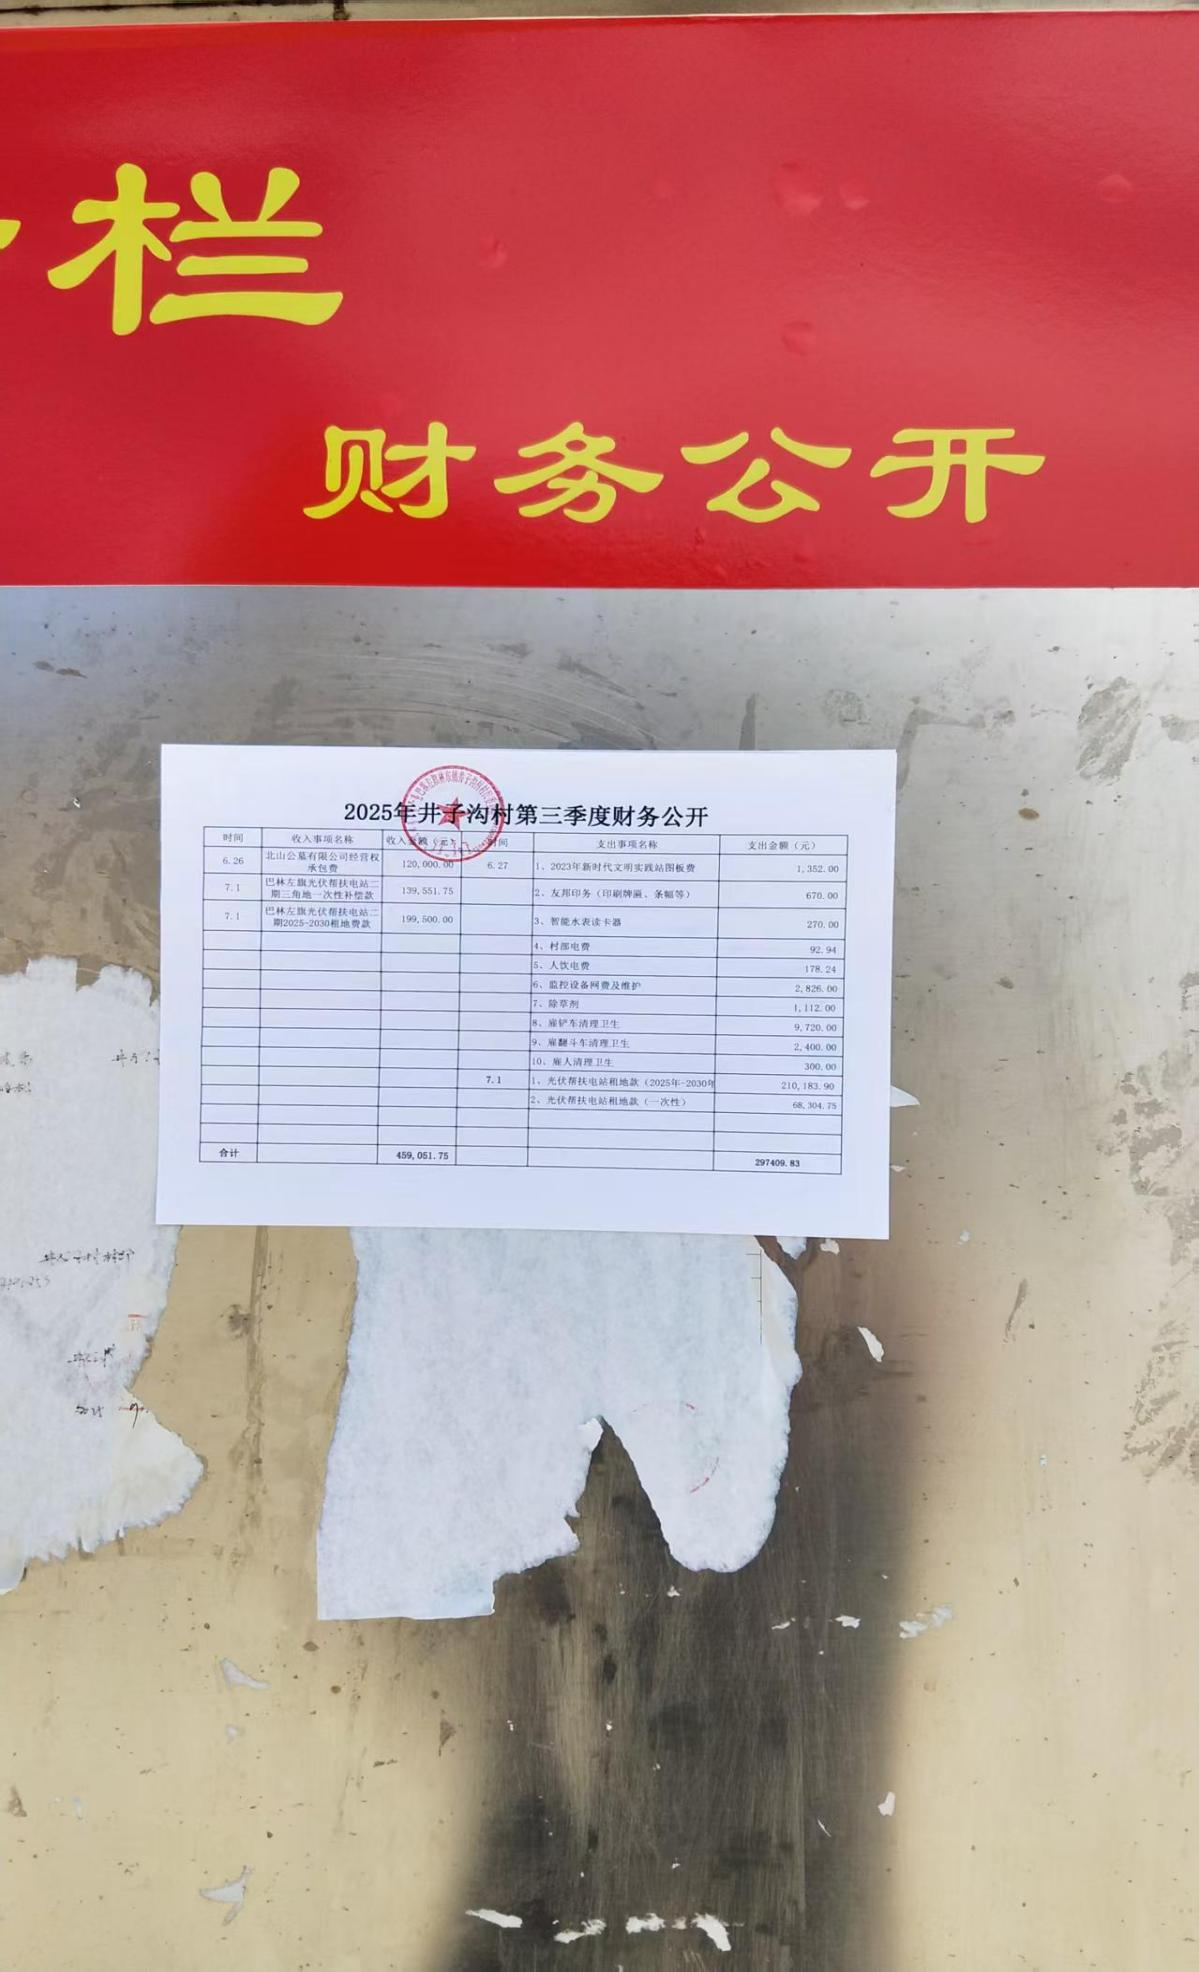 栏
财务公开
2025年井子沟村第三季度财务公开
时间 收入事项名称 收入金额（元） 时间 支出事项名称 支出金额（元）
6.26 北山公墓有限公司经营权承包费 120,000.00 6.27 1、2023年新时代文明实践站图板费 1,352.00
7.1 巴林左旗光伏帮扶电站二期三角地一次性补偿款 139,551.75 2、友邦印务（印刷牌匾、条幅等） 670.00
7.1 巴林左旗光伏帮扶电站二期2025-2030租地费款 199,500.00 3、智能水表读卡器 270.00
4、村部电费 92.94
5、人饮电费 178.24
6、监控设备网费及维护 2,826.00
7、除草剂 1,112.00
8、雇铲车清理卫生 9,720.00
9、雇翻斗车清理卫生 2,400.00
10、雇人清理卫生 300.00
7.1 1、光伏帮扶电站租地款（2025年-2030年 210,183.90
2、光伏帮扶电站租地款（一次性） 68,304.75
合计 459,051.75 297409.83